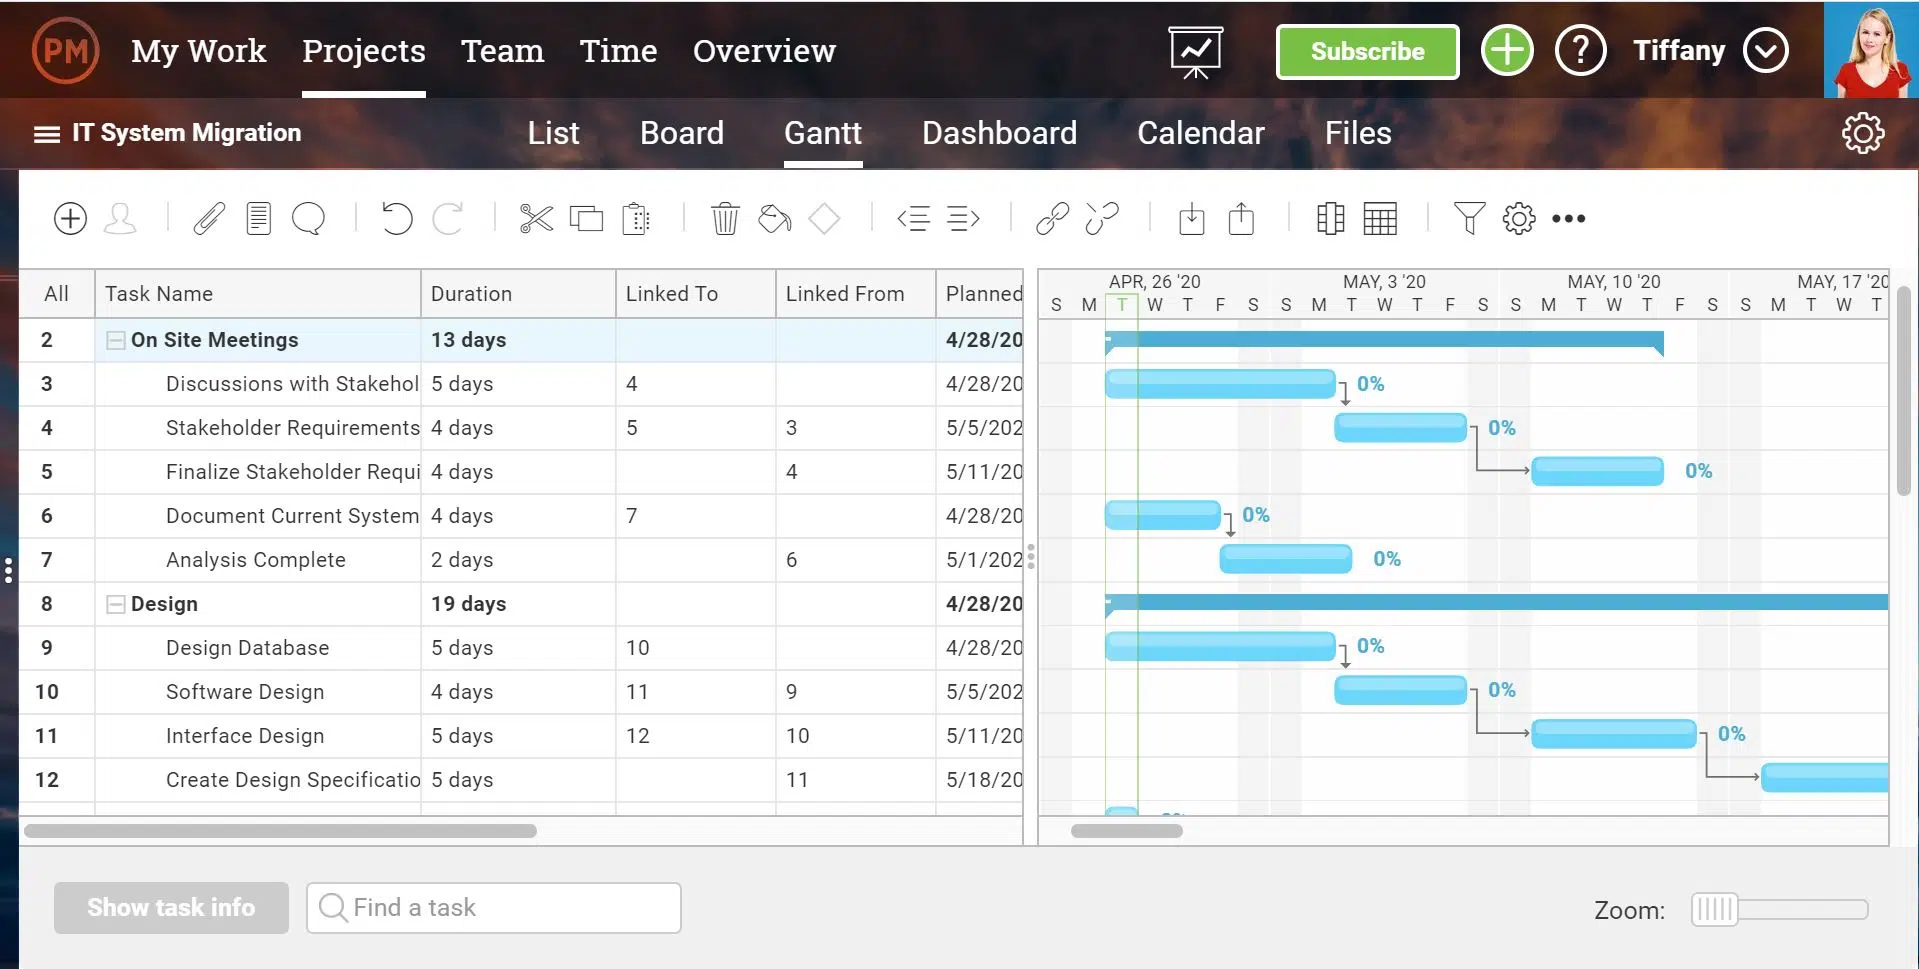 PM My Work Projects Team Time Overview Subscribe ? Tiffany
IT System Migration List Board Gantt Dashboard Calendar Files
All Task Name Duration Linked To Linked From Planned
APR, 26 '20 MAY, 3 '20 MAY, 10 '20 MAY, 17 '20
S M T W T F S S M T W T F S S M T W T F S S M T W T
2 On Site Meetings 13 days 4/28/20
3 Discussions with Stakehol 5 days 4 4/28/20 0%
4 Stakeholder Requirements 4 days 5 3 5/5/202 0%
5 Finalize Stakeholder Requi 4 days 4 5/11/20 0%
6 Document Current System 4 days 7 4/28/20 0%
7 Analysis Complete 2 days 6 5/1/202 0%
8 Design 19 days 4/28/20
9 Design Database 5 days 10 4/28/20 0%
10 Software Design 4 days 11 9 5/5/202 0%
11 Interface Design 5 days 12 10 5/11/20 0%
12 Create Design Specificatio 5 days 11 5/18/20
Show task info Find a task Zoom: